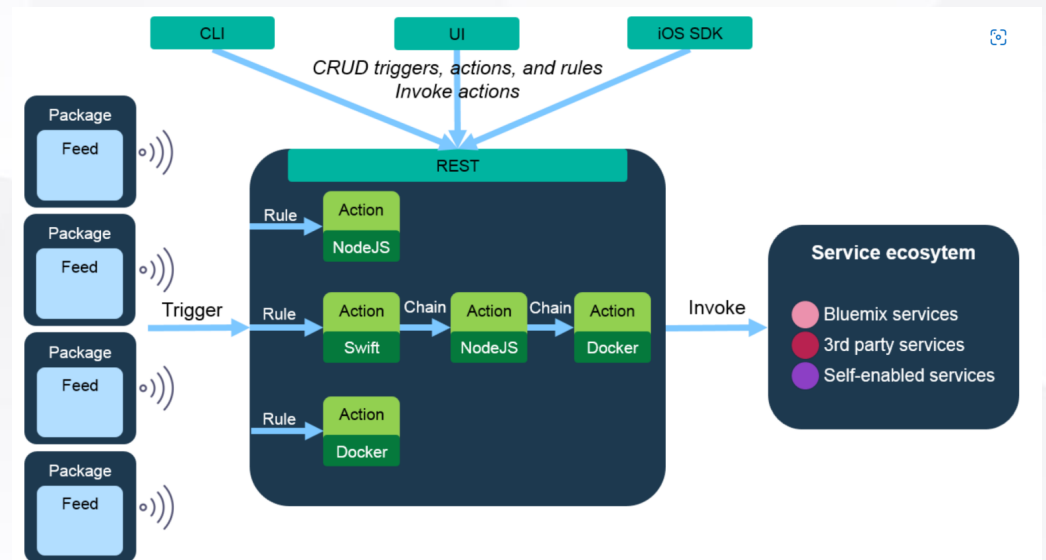 CLI
UI
iOS SDK
CRUD triggers, actions, and rules
Invoke actions
Package
Feed
Package
Feed
Package
Feed
Package
Feed
Trigger
REST
Rule
Action
NodeJS
Rule
Action
Swift
Chain
Action
NodeJS
Chain
Action
Docker
Rule
Action
Docker
Invoke
Service ecosytem
Bluemix services
3rd party services
Self-enabled services